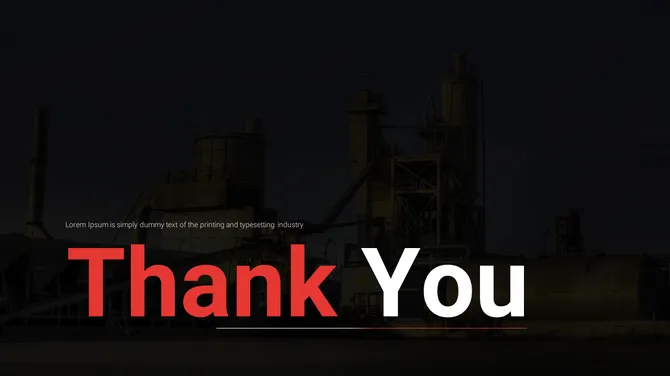 Lorem Ipsum is simply dummy text of the printing and typesetting industry
Thank You